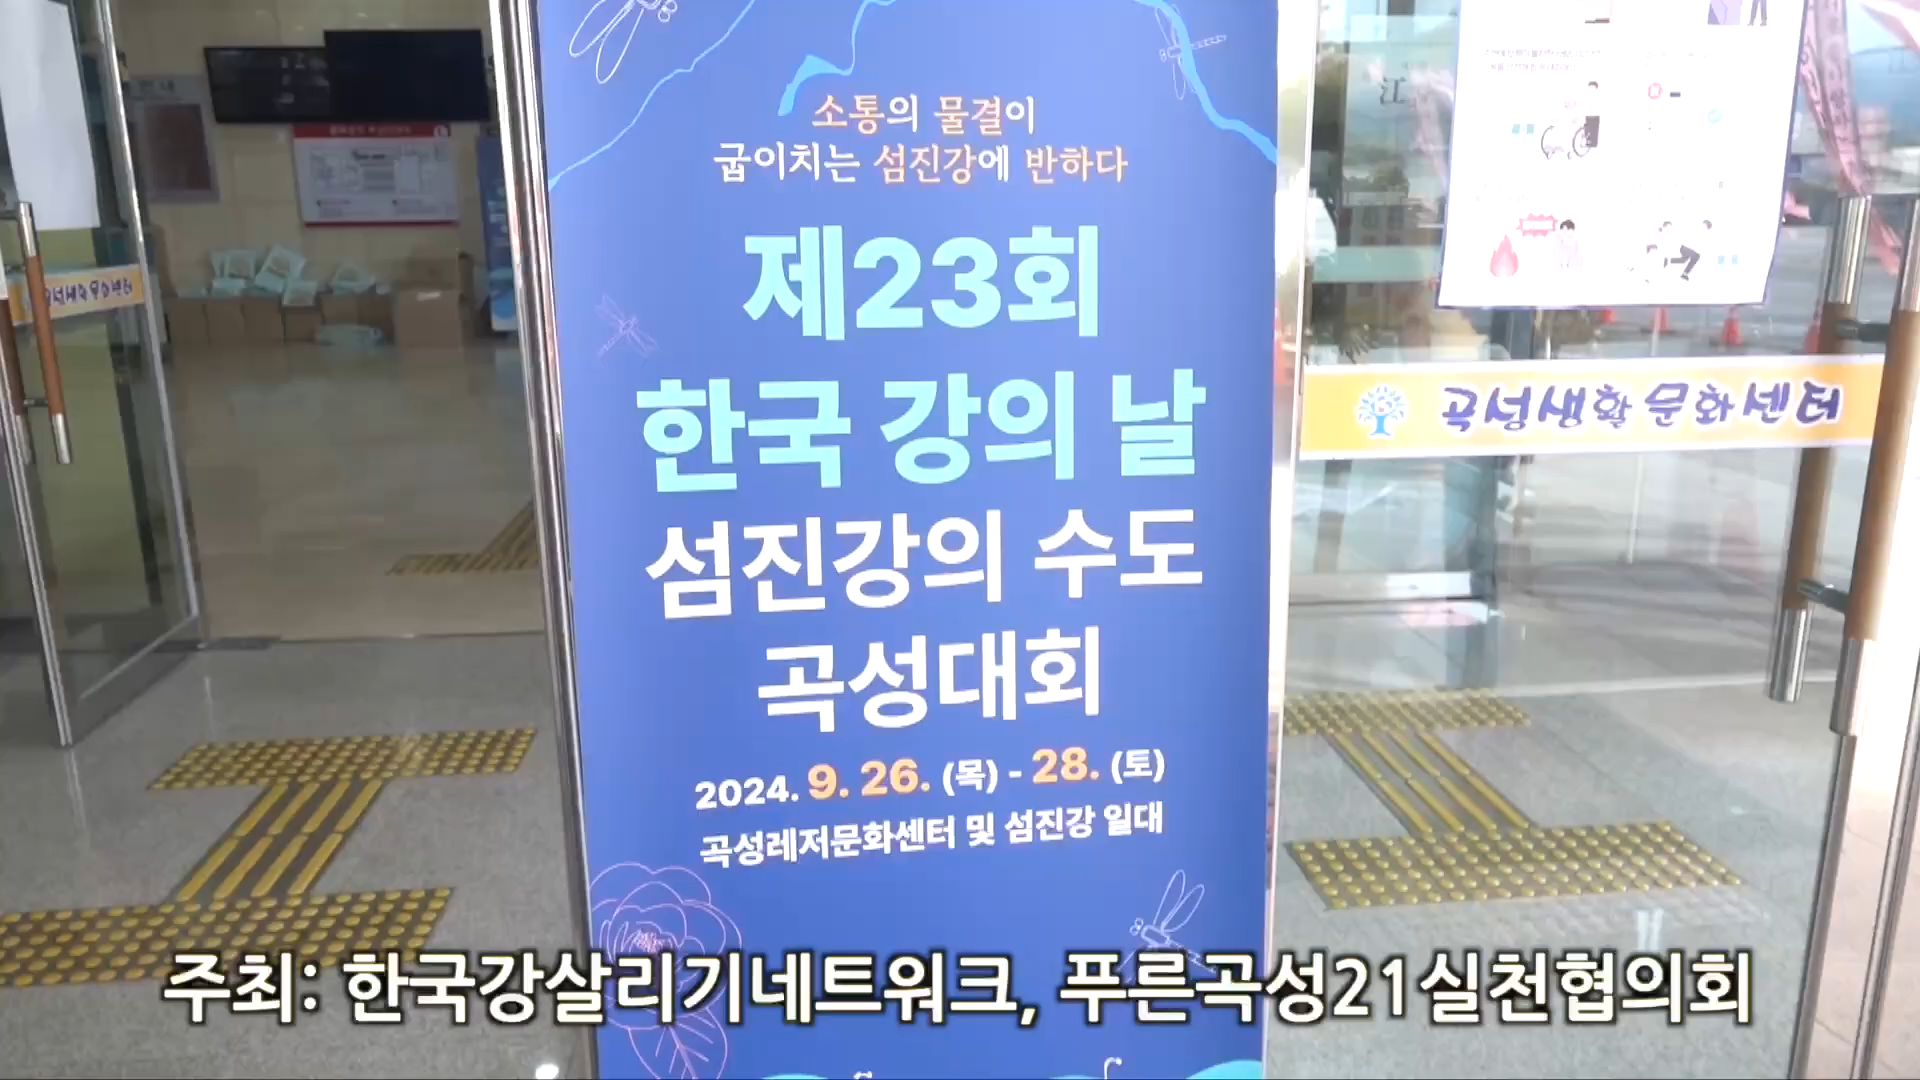 소통의 물결이
굽이치는 섬진강에 반하다
제23회
한국 강의 날
섬진강의 수도
곡성대회
2024. 9. 26. (목) - 28. (토)
곡성레저문화센터 및 섬진강 일대
곡성생활문화센터
주최: 한국강살리기네트워크, 푸른곡성21실천협의회